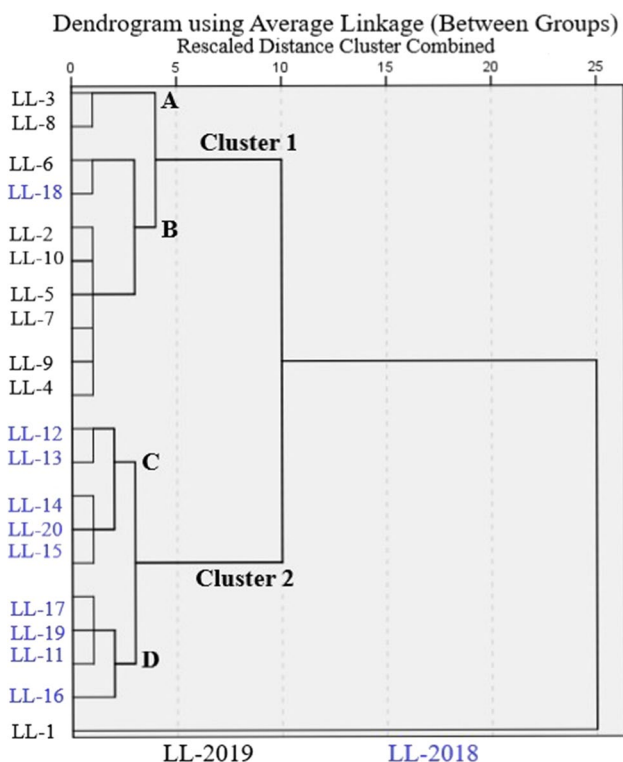 Dendrogram using Average Linkage (Between Groups)
Rescaled Distance Cluster Combined
0 5 10 15 20 25
LL-3 A
LL-8
Cluster 1
LL-6
LL-18
LL-2 B
LL-10
LL-5
LL-7
LL-9
LL-4
LL-12
LL-13 C
LL-14
LL-20
LL-15
Cluster 2
LL-17
LL-19
LL-11 D
LL-16
LL-1
LL-2019 LL-2018